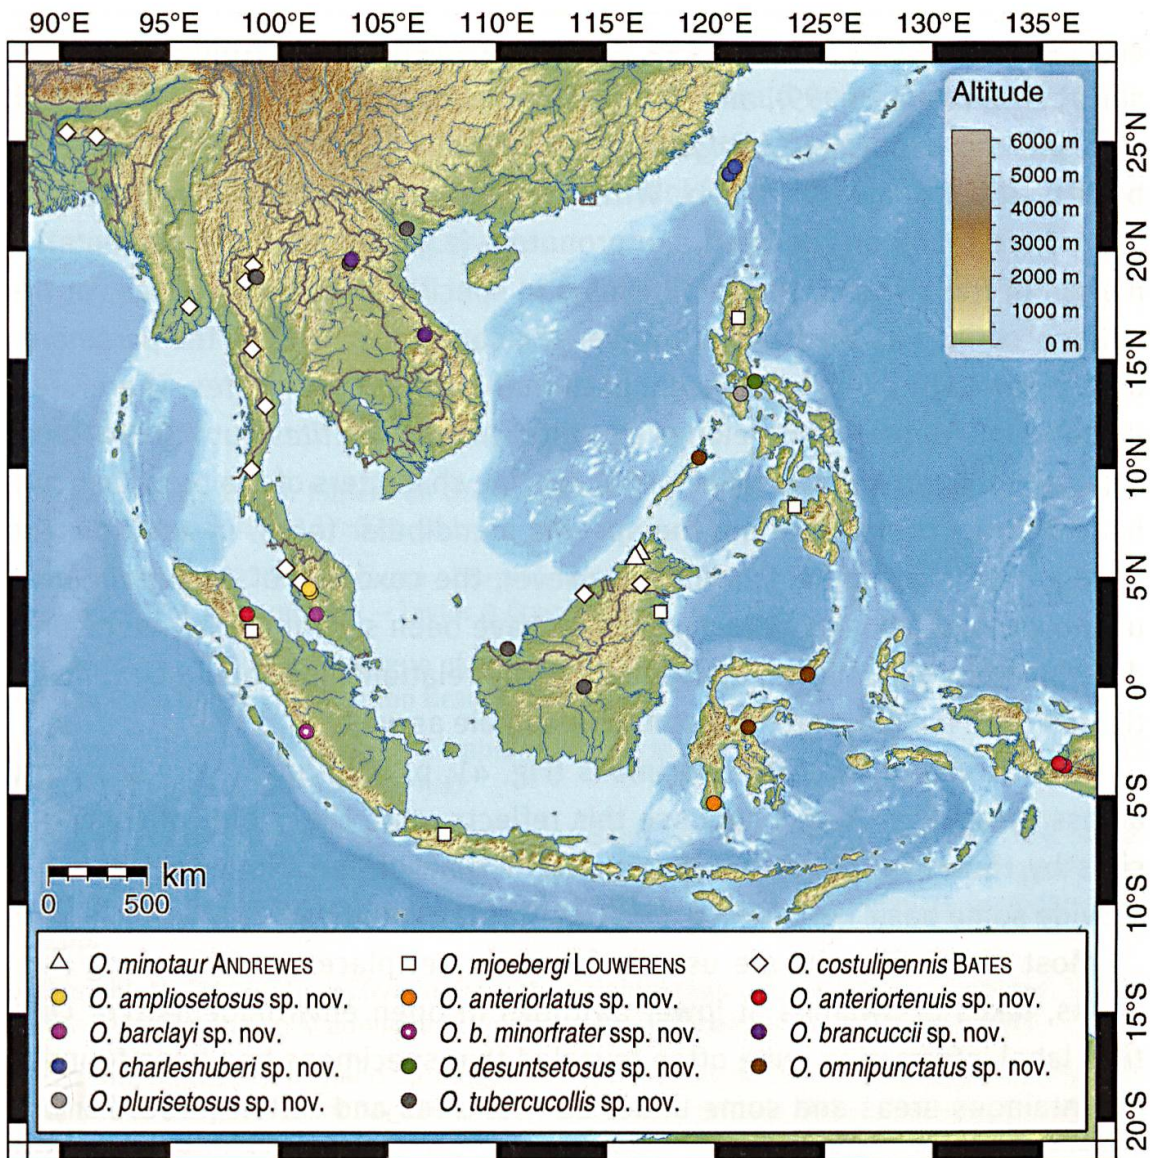 90°E 95°E 100°E 105°E 110°E 115°E 120°E 125°E 130°E 135°E
Altitude
6000 m
5000 m
4000 m
3000 m
2000 m
1000 m
0 m
25°N
20°N
15°N
10°N
5°N
0°
5°S
10°S
15°S
20°S
km
0 500
O. minotaur ANDREWES
O. mjoebergi LOUWERENS
O. costulipennis BATES
O. ampliosetosus sp. nov.
O. anteriorlatus sp. nov.
O. anteriortenuis sp. nov.
O. barclayi sp. nov.
O. b. minorfrater ssp nov.
O. brancuccii sp. nov.
O. charleshuberi sp. nov.
O. desuntsetosus sp. nov.
O. omnipunctatus sp. nov.
O. plurisetosus sp. nov.
O. tubercucollis sp. nov.